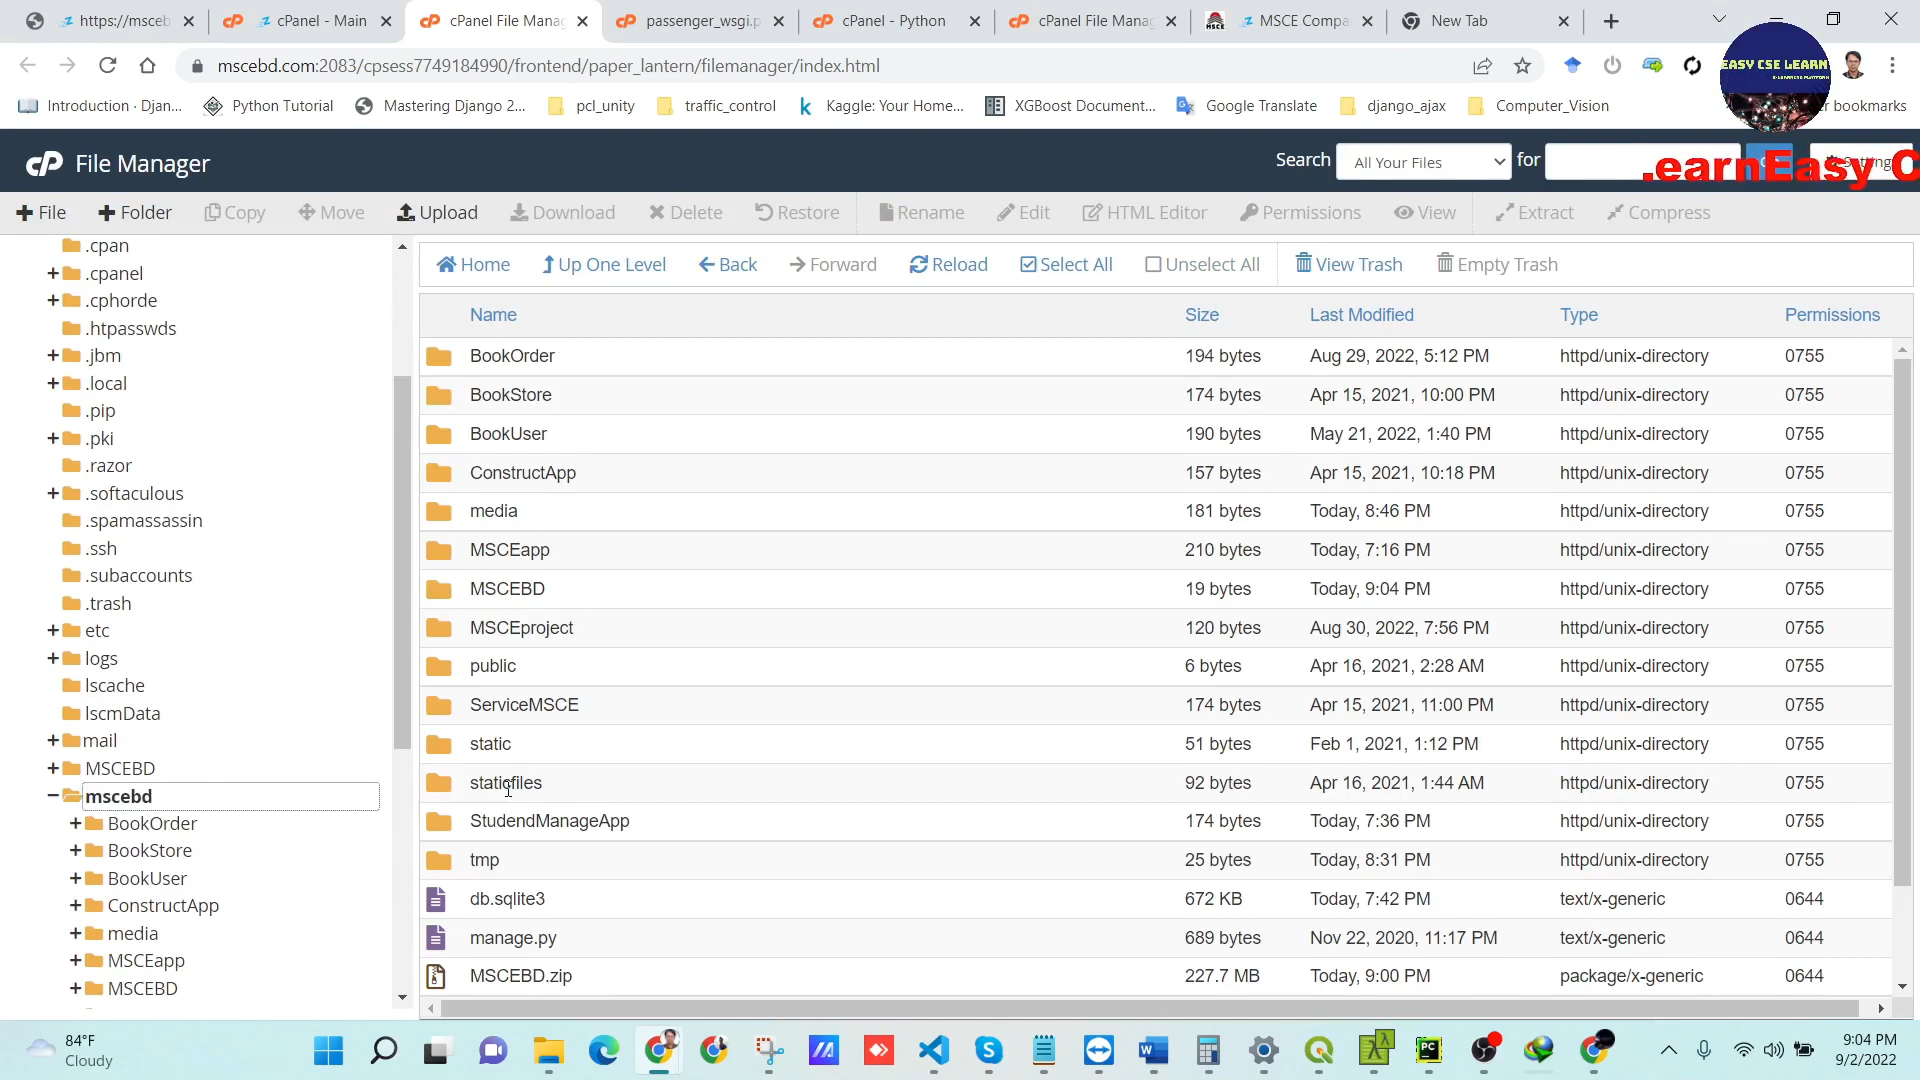 https://msceb
cPanel - Main
cPanel File Mana
passenger_wsgi.p
cPanel - Python
cPanel File Mana
MSCE
MSCE Compa
New Tab
mscebd.com:2083/cpsess7749184990/frontend/paper_lantern/filemanager/index.html
EASY CSE LEARN
E-LEARNING PLATFORM
Introduction · Djan...
Python Tutorial
Mastering Django 2...
pcl_unity
traffic_control
Kaggle: Your Home...
XGBoost Document...
Google Translate
django_ajax
Computer_Vision
r bookmarks
cP File Manager
Search All Your Files for
Settings
.earnEasy C
+ File
+ Folder
Copy
Move
Upload
Download
Delete
Restore
Rename
Edit
HTML Editor
Permissions
View
Extract
Compress
Home
Up One Level
Back
Forward
Reload
Select All
Unselect All
View Trash
Empty Trash
.cpan
+ .cpanel
+ .cphorde
.htpasswds
+ .jbm
+ .local
.pip
+ .pki
.razor
+ .softaculous
.spamassassin
.ssh
.subaccounts
.trash
+ etc
+ logs
lscache
lscmData
+ mail
+ MSCEBD
− mscebd
+ BookOrder
+ BookStore
+ BookUser
+ ConstructApp
+ media
+ MSCEapp
+ MSCEBD
Name Size Last Modified Type Permissions
BookOrder 194 bytes Aug 29, 2022, 5:12 PM httpd/unix-directory 0755
BookStore 174 bytes Apr 15, 2021, 10:00 PM httpd/unix-directory 0755
BookUser 190 bytes May 21, 2022, 1:40 PM httpd/unix-directory 0755
ConstructApp 157 bytes Apr 15, 2021, 10:18 PM httpd/unix-directory 0755
media 181 bytes Today, 8:46 PM httpd/unix-directory 0755
MSCEapp 210 bytes Today, 7:16 PM httpd/unix-directory 0755
MSCEBD 19 bytes Today, 9:04 PM httpd/unix-directory 0755
MSCEproject 120 bytes Aug 30, 2022, 7:56 PM httpd/unix-directory 0755
public 6 bytes Apr 16, 2021, 2:28 AM httpd/unix-directory 0755
ServiceMSCE 174 bytes Apr 15, 2021, 11:00 PM httpd/unix-directory 0755
static 51 bytes Feb 1, 2021, 1:12 PM httpd/unix-directory 0755
staticfiles 92 bytes Apr 16, 2021, 1:44 AM httpd/unix-directory 0755
StudendManageApp 174 bytes Today, 7:36 PM httpd/unix-directory 0755
tmp 25 bytes Today, 8:31 PM httpd/unix-directory 0755
db.sqlite3 672 KB Today, 7:42 PM text/x-generic 0644
manage.py 689 bytes Nov 22, 2020, 11:17 PM text/x-generic 0644
MSCEBD.zip 227.7 MB Today, 9:00 PM package/x-generic 0644
84°F
Cloudy
9:04 PM
9/2/2022